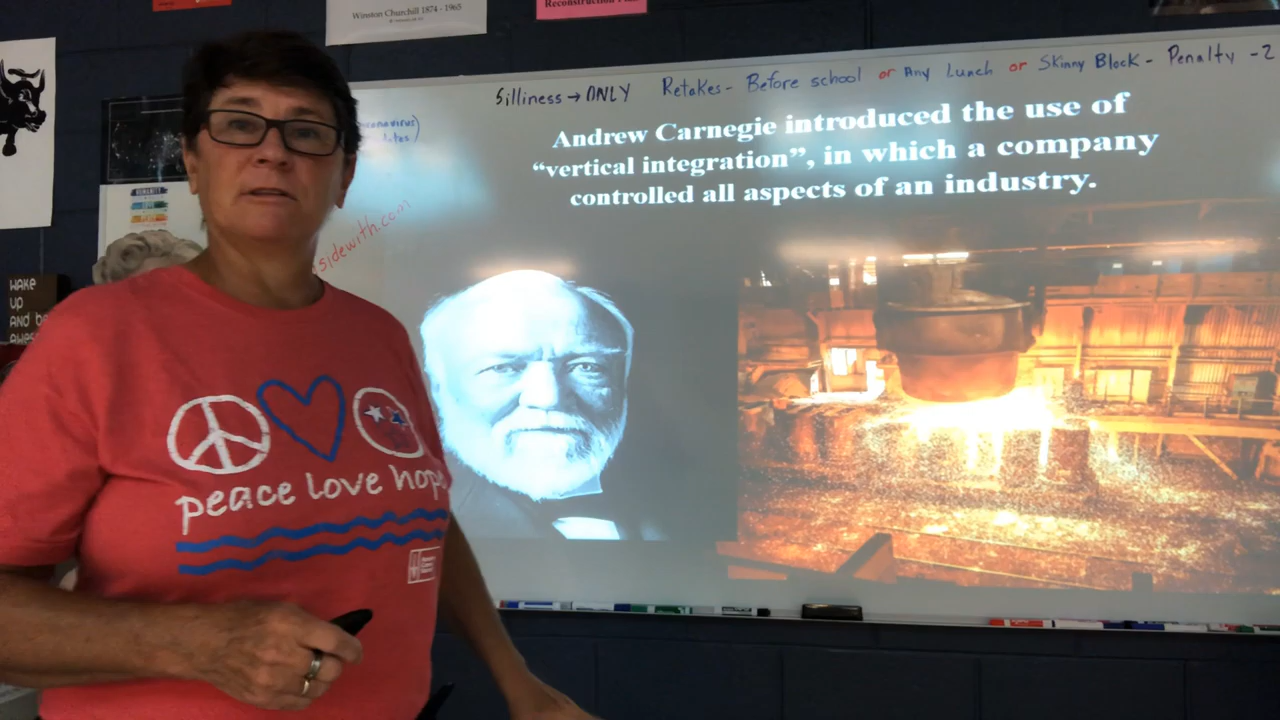 Winston Churchill 1874 - 1965
Reconstruction
Silliness → ONLY
Retakes - Before school or Any Lunch or Skinny Block - Penalty -2
Andrew Carnegie introduced the use of
“vertical integration”, in which a company
controlled all aspects of an industry.
sidewith.com
HUMANITY
WAKE
UP
AND
peace love hope